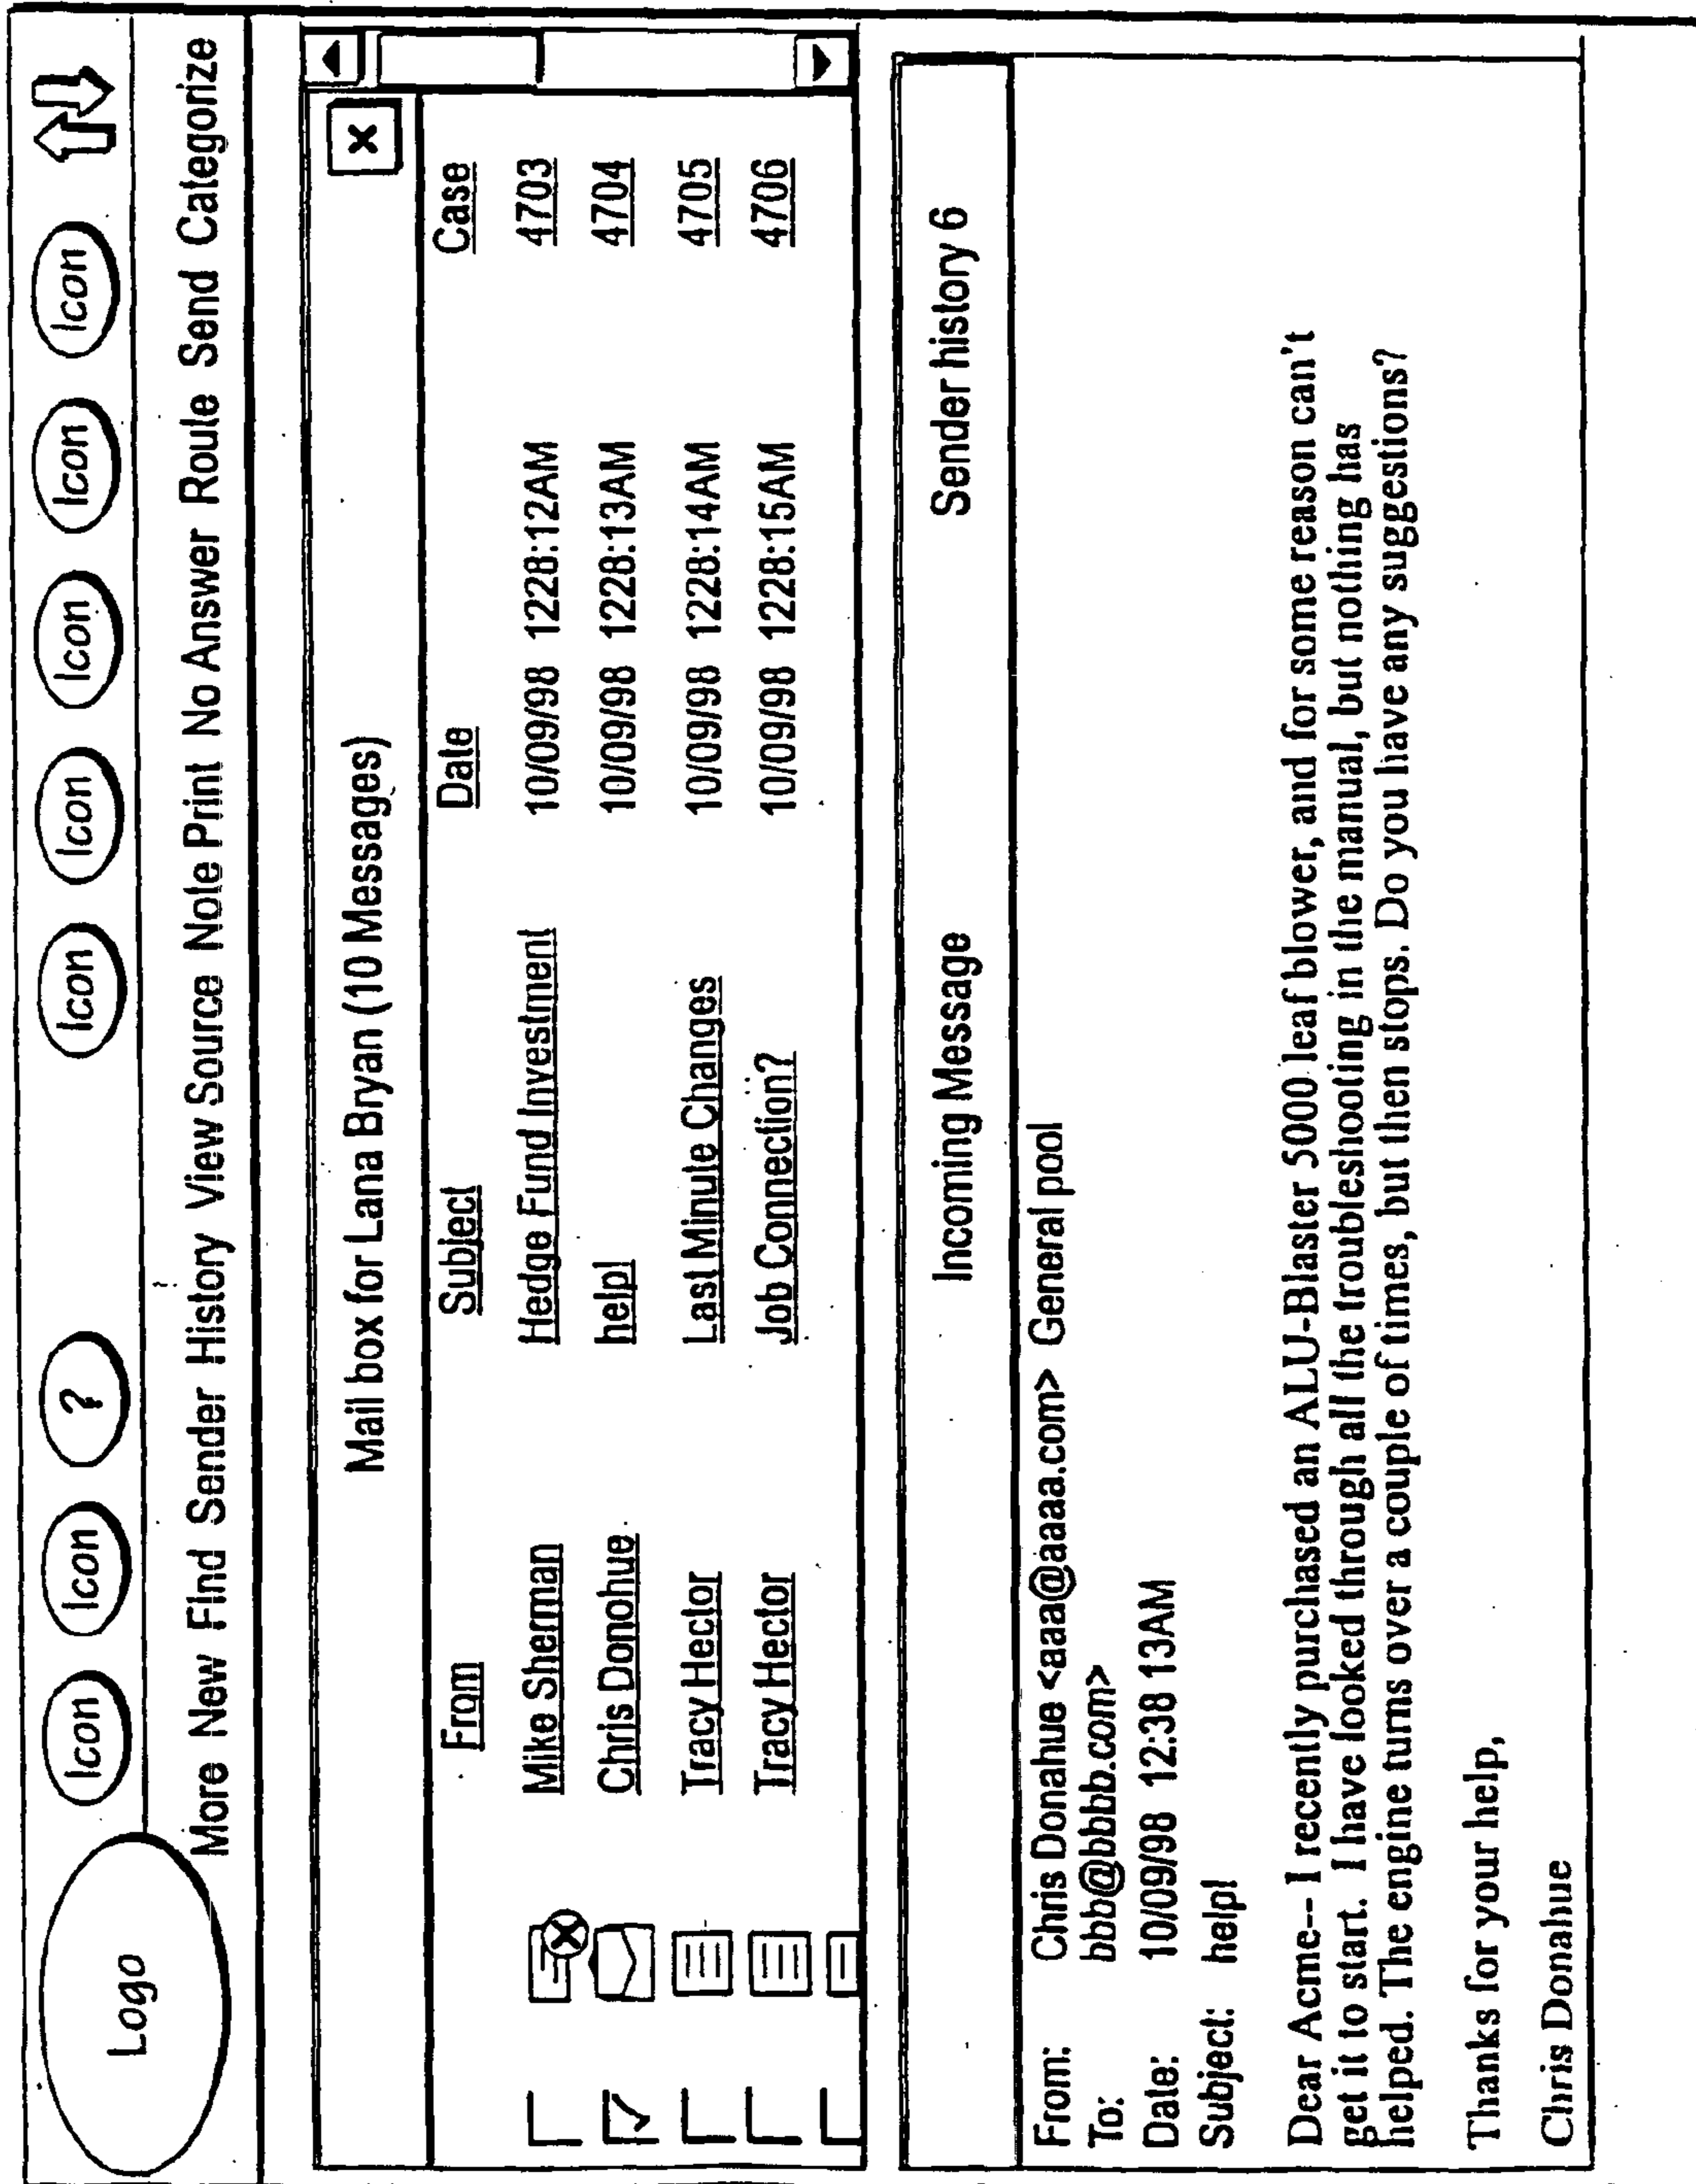 Logo Icon Icon ? Icon Icon Icon Icon Icon
More New Find Sender History View Source Note Print No Answer Route Send Categorize
Mail box for Lana Bryan (10 Messages)
x
From Subject Date Case
Mike Sherman Hedge Fund Investment 10/09/98 1228:12AM 4703
Chris Donohue help! 10/09/98 1228:13AM 4704
Tracy Hector Last Minute Changes 10/09/98 1228:14AM 4705
Tracy Hector Job Connection? 10/09/98 1228:15AM 4706
Incoming Message Sender history 6
From: Chris Donahue <aaa@aaaa.com> General pool
To: bbb@bbbb.com>
Date: 10/09/98 12:38 13AM
Subject: help!
Dear Acme-- I recently purchased an ALU-Blaster 5000 leaf blower, and for some reason can't
get it to start. I have looked through all the troubleshooting in the manual, but nothing has
helped. The engine turns over a couple of times, but then stops. Do you have any suggestions?
Thanks for your help,
Chris Donahue